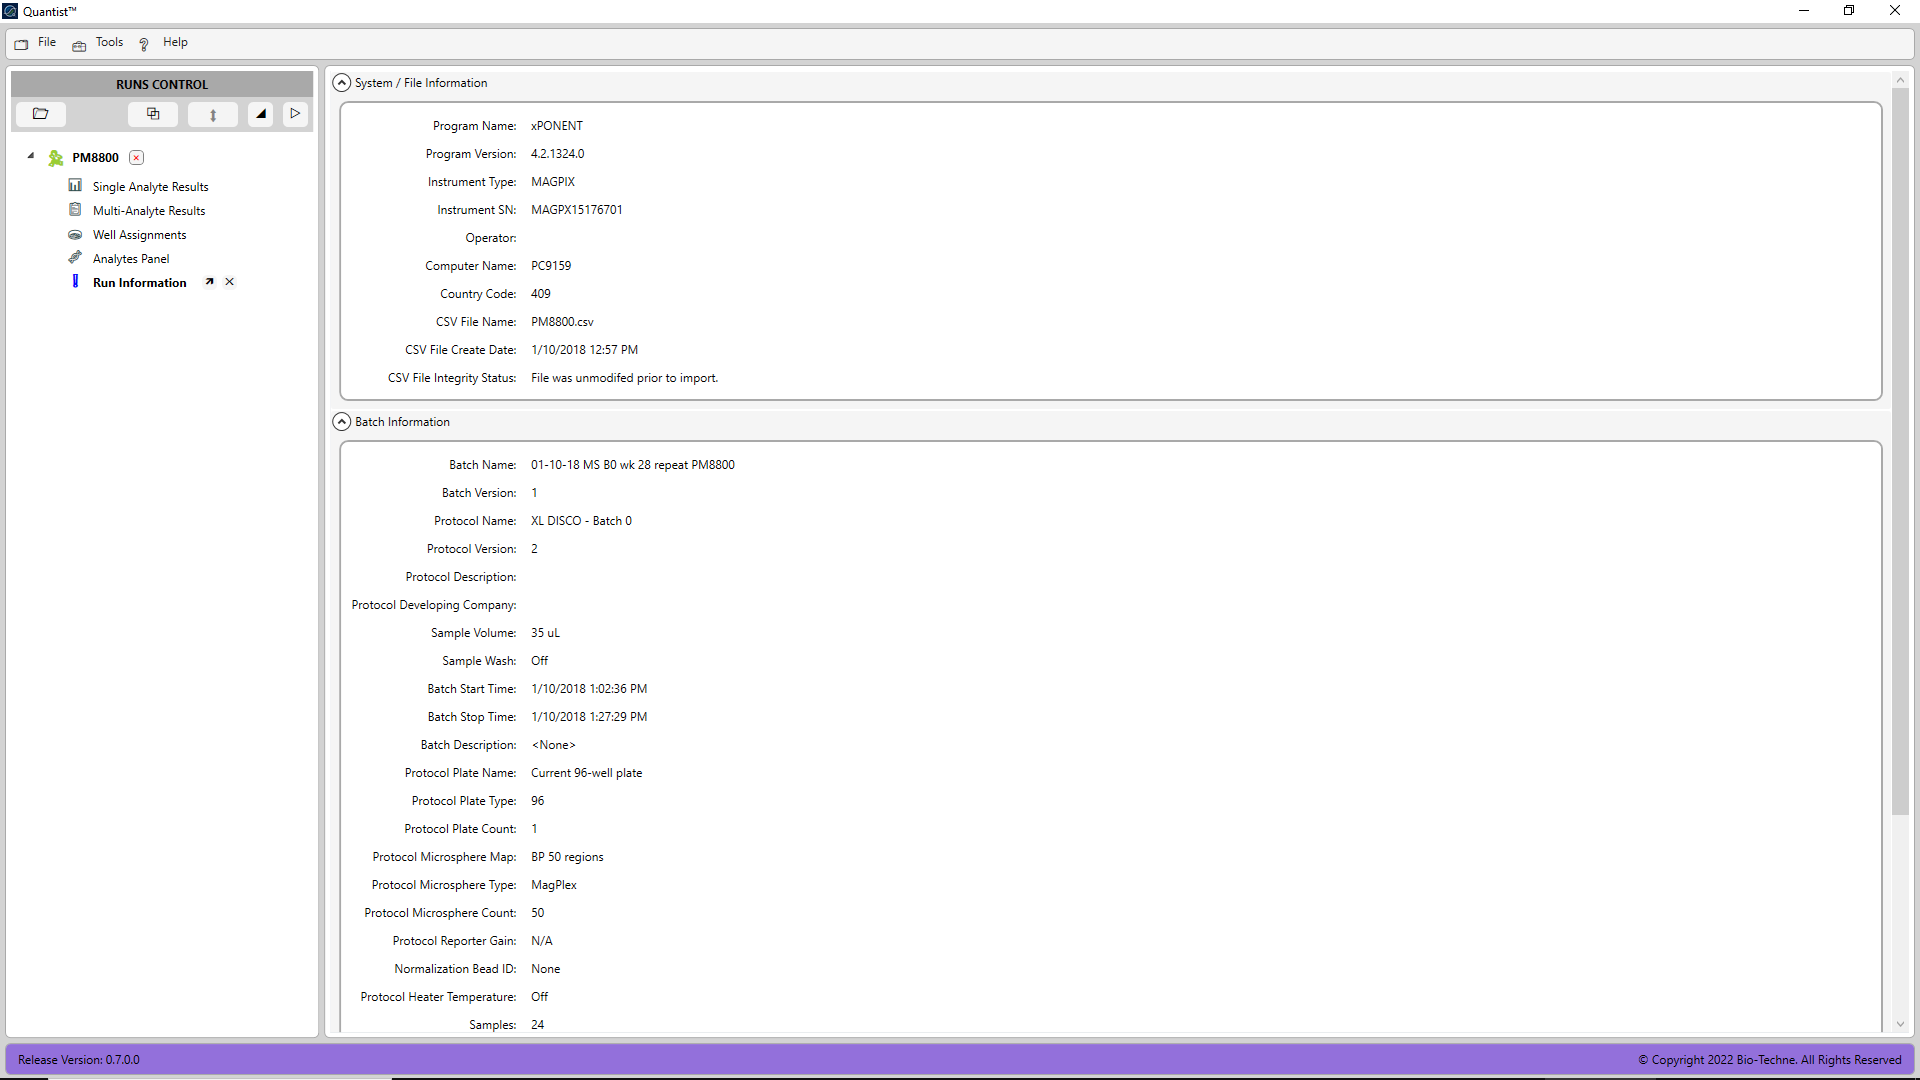 Quantist™
File Tools Help
RUNS CONTROL
PM8800
Single Analyte Results
Multi-Analyte Results
Well Assignments
Analytes Panel
Run Information
System / File Information
Program Name: xPONENT
Program Version: 4.2.1324.0
Instrument Type: MAGPIX
Instrument SN: MAGPX15176701
Operator:
Computer Name: PC9159
Country Code: 409
CSV File Name: PM8800.csv
CSV File Create Date: 1/10/2018 12:57 PM
CSV File Integrity Status: File was unmodifed prior to import.
Batch Information
Batch Name: 01-10-18 MS B0 wk 28 repeat PM8800
Batch Version: 1
Protocol Name: XL DISCO - Batch 0
Protocol Version: 2
Protocol Description:
Protocol Developing Company:
Sample Volume: 35 uL
Sample Wash: Off
Batch Start Time: 1/10/2018 1:02:36 PM
Batch Stop Time: 1/10/2018 1:27:29 PM
Batch Description: <None>
Protocol Plate Name: Current 96-well plate
Protocol Plate Type: 96
Protocol Plate Count: 1
Protocol Microsphere Map: BP 50 regions
Protocol Microsphere Type: MagPlex
Protocol Microsphere Count: 50
Protocol Reporter Gain: N/A
Normalization Bead ID: None
Protocol Heater Temperature: Off
Samples: 24
Release Version: 0.7.0.0
© Copyright 2022 Bio-Techne. All Rights Reserved